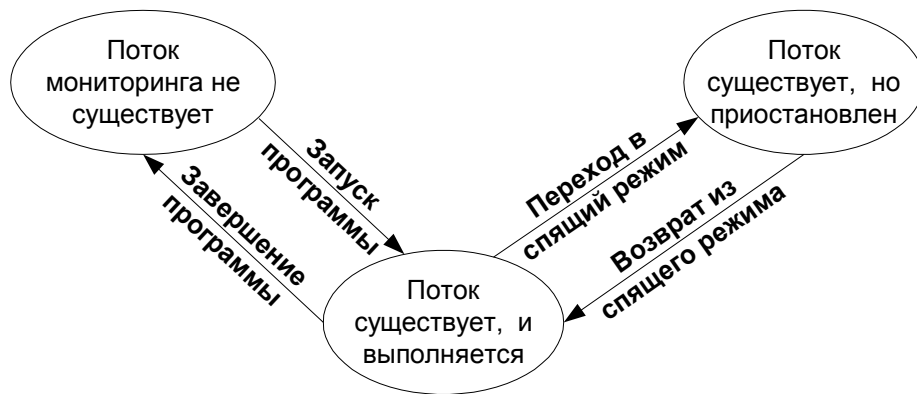 Поток
мониторинга не
существует
Поток
существует, но
приостановлен
Запуск
программы
Завершение
программы
Переход в
спящий режим
Возврат из
спящего режима
Поток
существует, и
выполняется